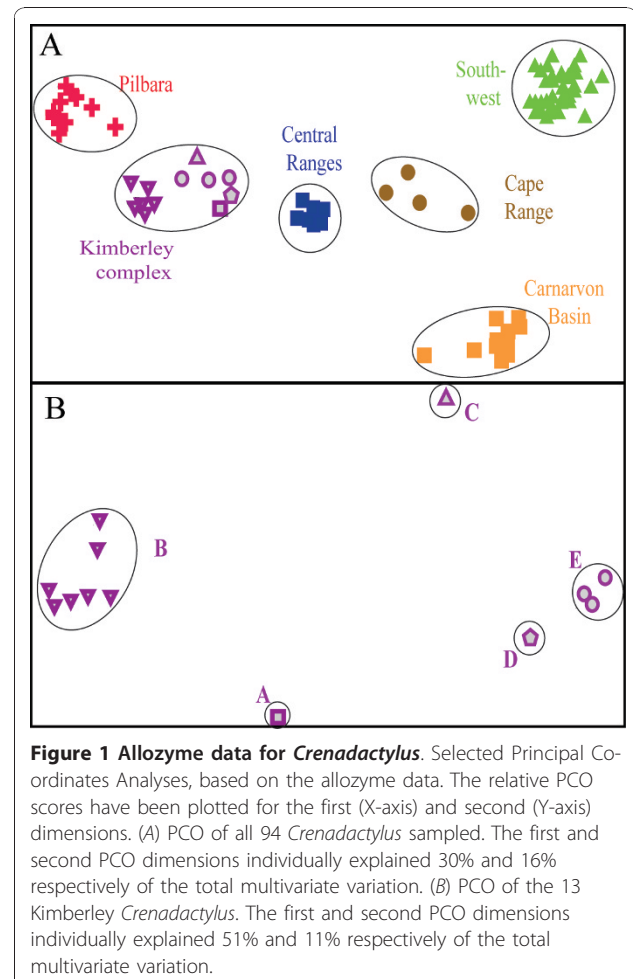 A
Pilbara
South-
west
Central
Ranges
Cape
Range
Kimberley
complex
Carnarvon
Basin
B
C
B
E
D
A
Figure 1 Allozyme data for Crenadactylus. Selected Principal Co-
ordinates Analyses, based on the allozyme data. The relative PCO
scores have been plotted for the first (X-axis) and second (Y-axis)
dimensions. (A) PCO of all 94 Crenadactylus sampled. The first and
second PCO dimensions individually explained 30% and 16%
respectively of the total multivariate variation. (B) PCO of the 13
Kimberley Crenadactylus. The first and second PCO dimensions
individually explained 51% and 11% respectively of the total
multivariate variation.